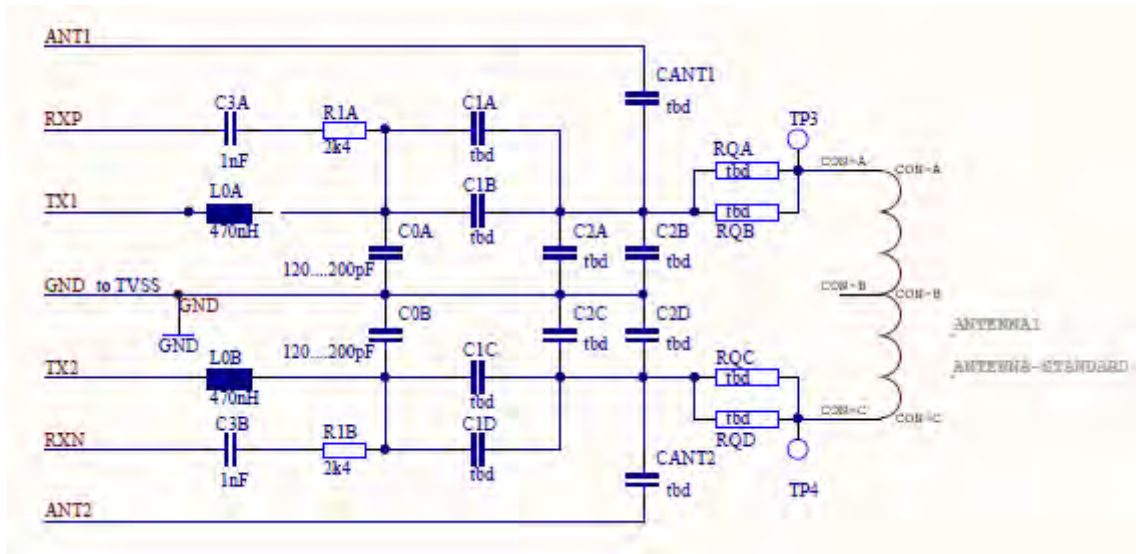 ANT1
CANT1
tbd
C3A
C1A
RXP
R1A
TP3
1nF
2k4
tbd
RQA
CON-A
CON-A
tbd
L0A
C1B
TX1
tbd
470nH
tbd
RQB
C0A
C2A
C2B
120....200pF
tbd
tbd
GND to TVSS
CON-B
CON-B
GND
GND
C0B
C2C
C2D
ANTENNA1
120....200pF
tbd
tbd
L0B
C1C
RQC
TX2
tbd
ANTENNA-STANDARD
470nH
tbd
C3B
C1D
tbd
CON-C
CON-C
RXN
R1B
RQD
1nF
2k4
tbd
CANT2
tbd
TP4
ANT2